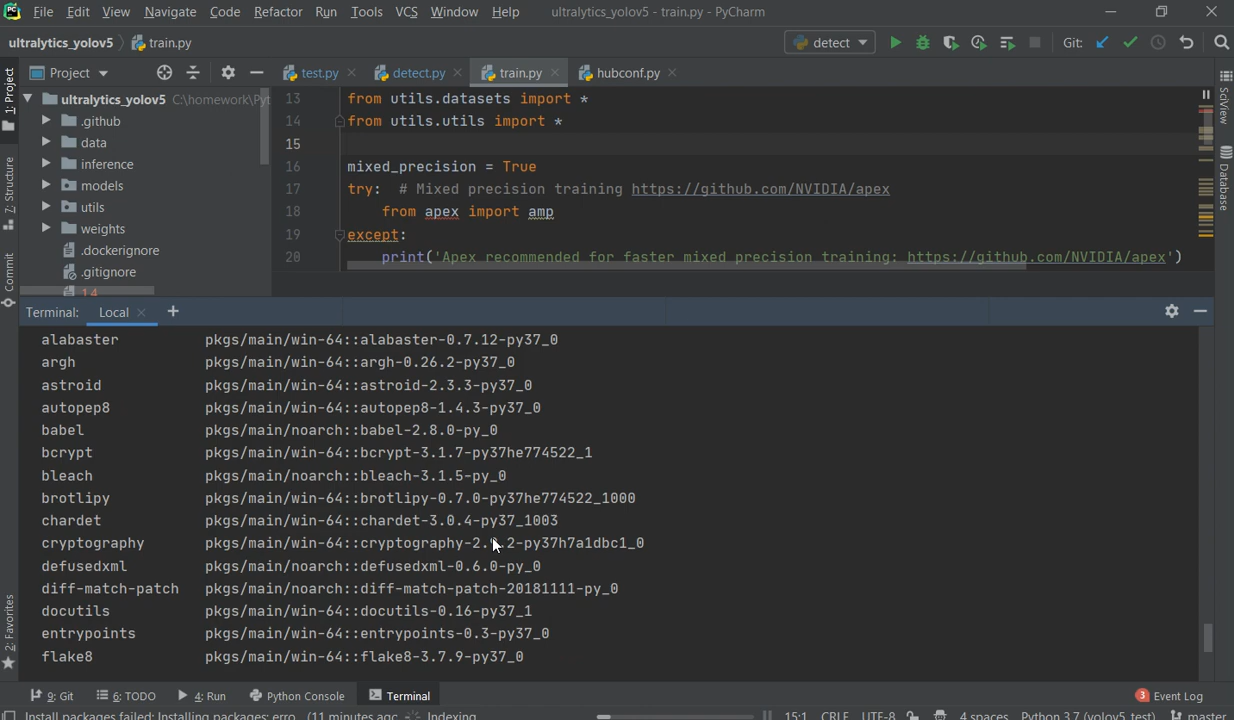 PC File Edit View Navigate Code Refactor Run Tools VCS Window Help ultralytics_yolov5 - train.py - PyCharm
ultralytics_yolov5 train.py detect Git:
Project test.py detect.py train.py hubconf.py
ultralytics_yolov5 C:\homework\Pyt
.github
data
inference
models
utils
weights
.dockerignore
.gitignore
1.4
13 from utils.datasets import *
14 from utils.utils import *
15
16 mixed_precision = True
17 try: # Mixed precision training https://github.com/NVIDIA/apex
18 from apex import amp
19 except:
20 print('Apex recommended for faster mixed precision training: https://github.com/NVIDIA/apex')
1: Project
7: Structure
Commit
2: Favorites
SciView
Database
Terminal: Local +
alabaster pkgs/main/win-64::alabaster-0.7.12-py37_0
argh pkgs/main/win-64::argh-0.26.2-py37_0
astroid pkgs/main/win-64::astroid-2.3.3-py37_0
autopep8 pkgs/main/win-64::autopep8-1.4.3-py37_0
babel pkgs/main/noarch::babel-2.8.0-py_0
bcrypt pkgs/main/win-64::bcrypt-3.1.7-py37he774522_1
bleach pkgs/main/noarch::bleach-3.1.5-py_0
brotlipy pkgs/main/win-64::brotlipy-0.7.0-py37he774522_1000
chardet pkgs/main/win-64::chardet-3.0.4-py37_1003
cryptography
defusedxml pkgs/main/noarch::defusedxml-0.6.0-py_0
diff-match-patch pkgs/main/noarch::diff-match-patch-20181111-py_0
docutils pkgs/main/win-64::docutils-0.16-py37_1
entrypoints pkgs/main/win-64::entrypoints-0.3-py37_0
flake8 pkgs/main/win-64::flake8-3.7.9-py37_0
9: Git 6: TODO 4: Run Python Console Terminal 3 Event Log
Install packages failed: Installing packages: erro... (11 minutes ago) Indexing... 15:1 CRLF UTF-8 4 spaces Python 3.7 (yolov5_test) master